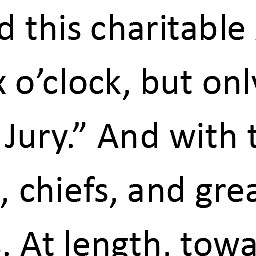 d this charitable
o’clock, but only
Jury.” And with t
, chiefs, and grea
. At length, towa